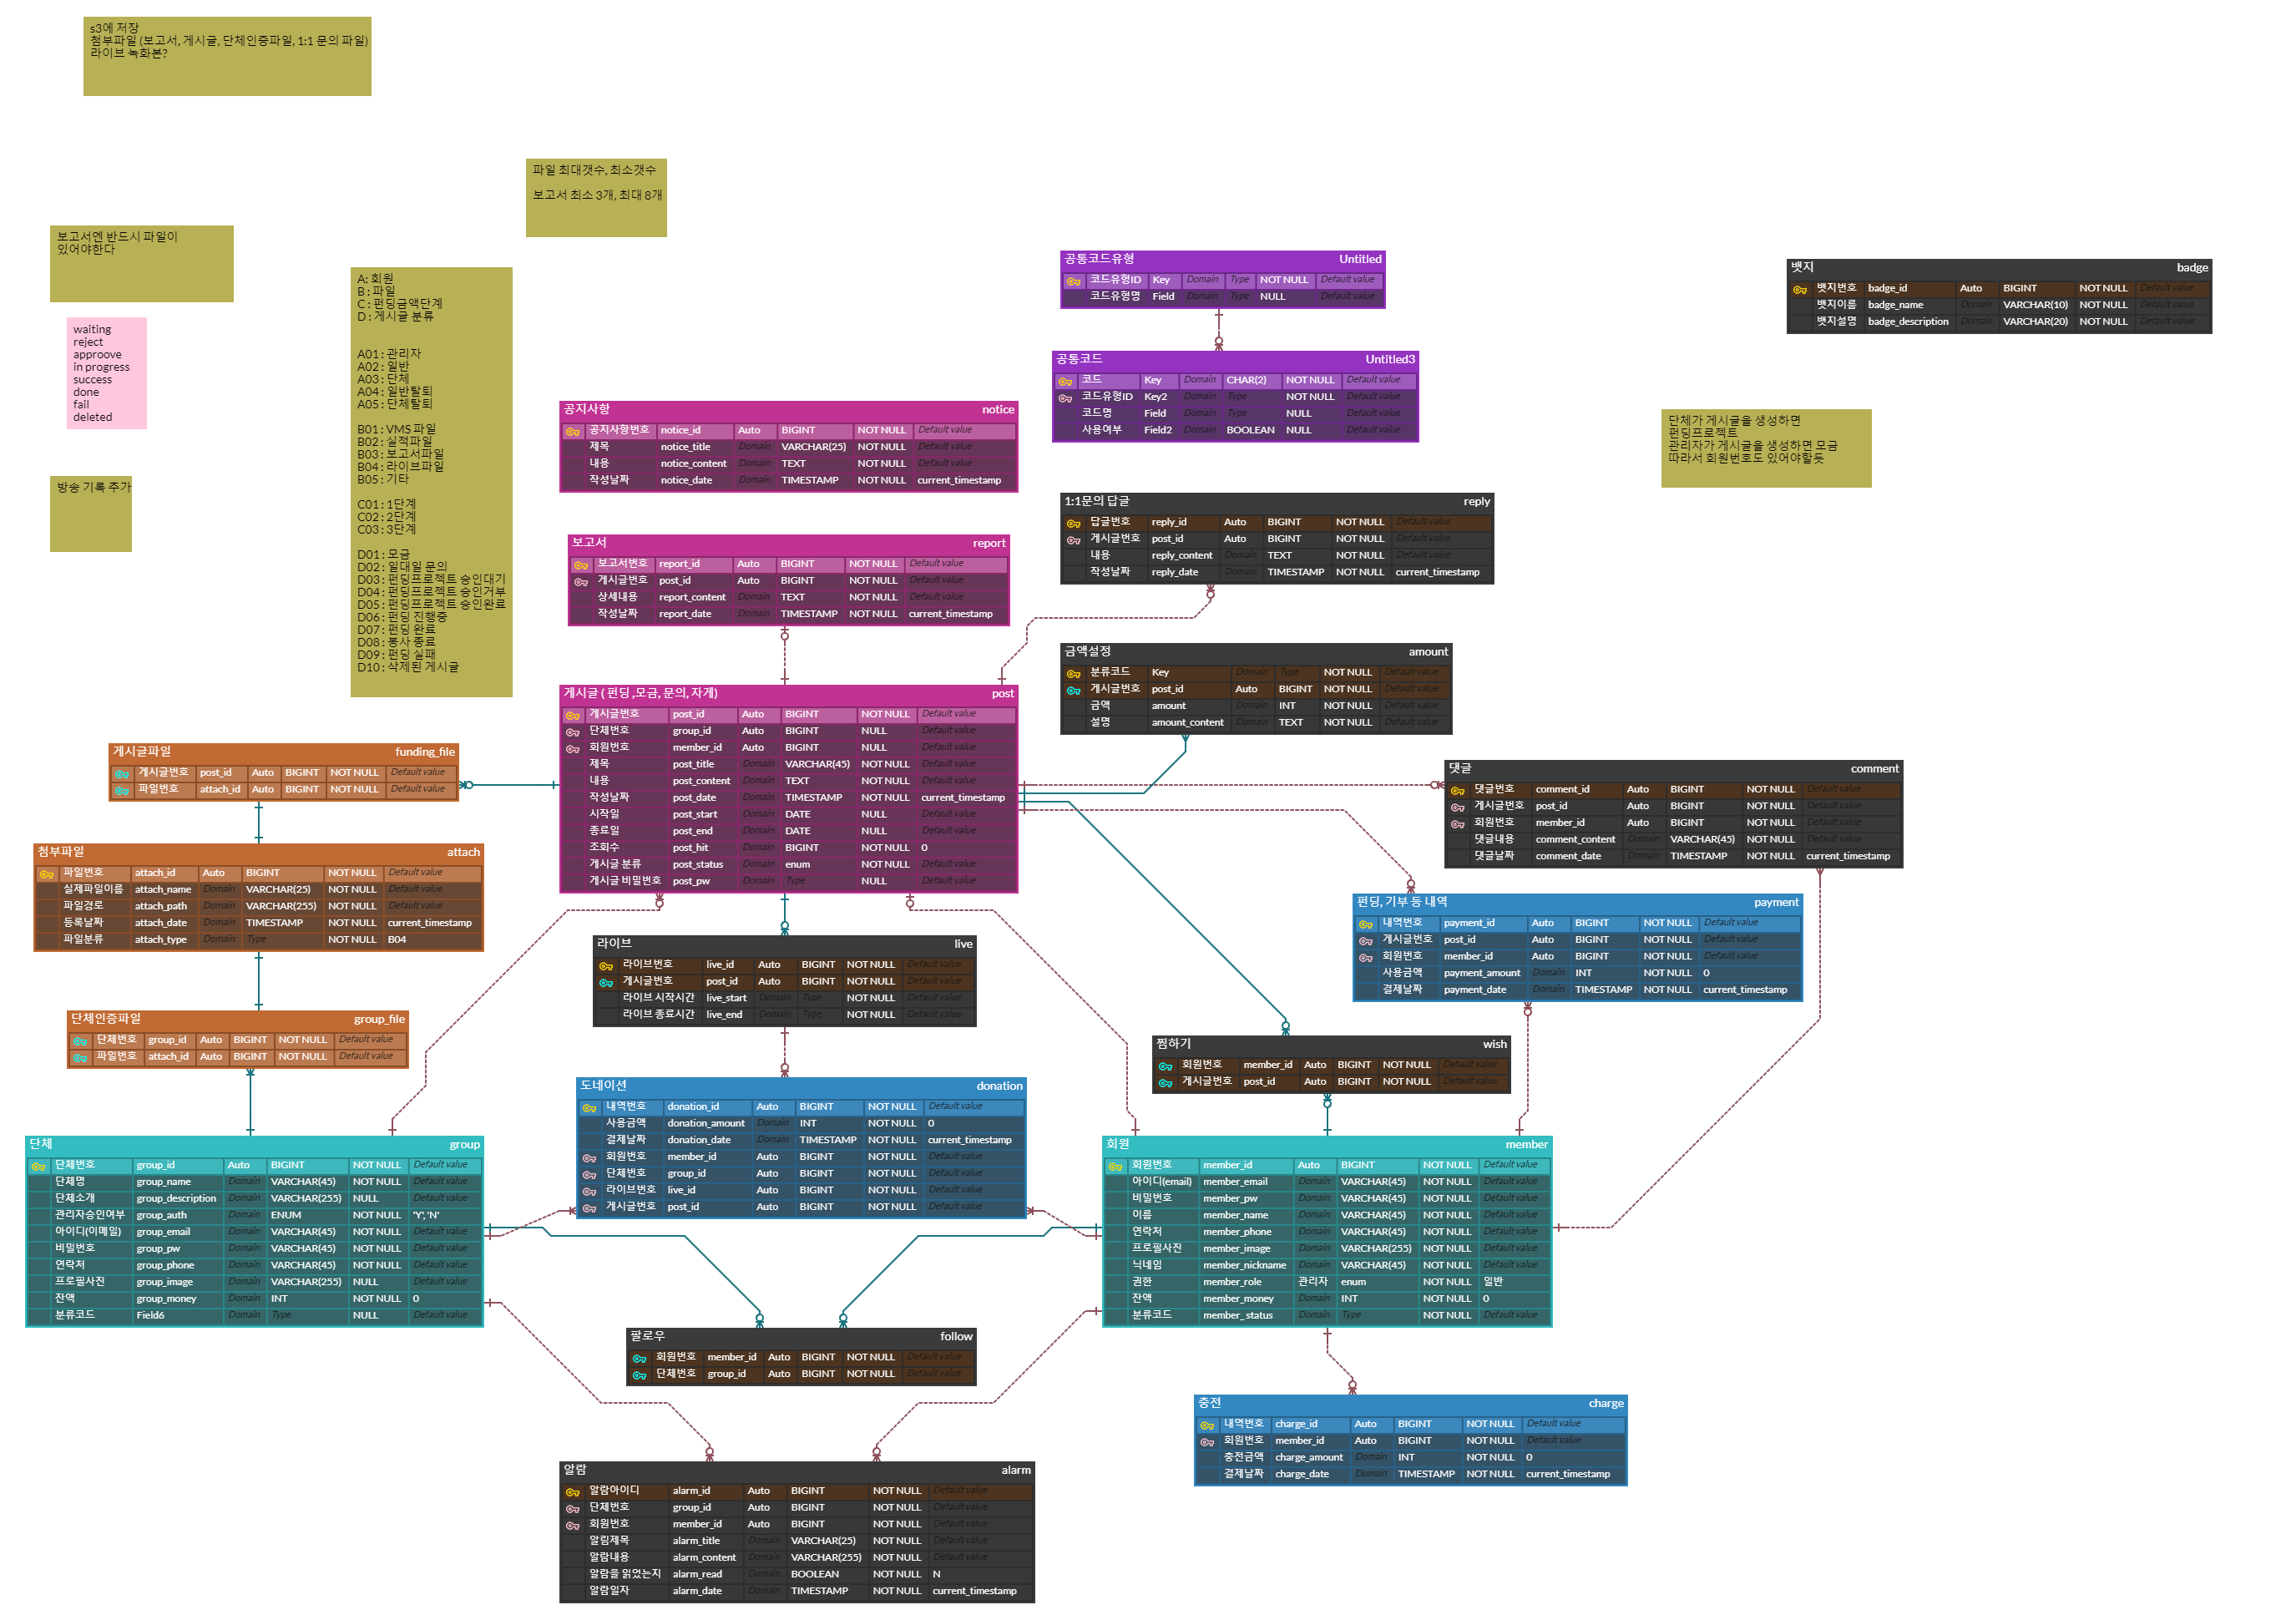 s3에 저장
첨부파일 (보고서, 게시글, 단체인증파일, 1:1 문의 파일)
라이브 녹화본?
파일 최대갯수, 최소갯수
보고서 최소 3개, 최대 8개
보고서엔 반드시 파일이
있어야한다
waiting
reject
approove
in progress
success
done
fail
deleted
방송 기록 추가
A: 회원
B : 파일
C : 펀딩금액단계
D : 게시글 분류
A01 : 관리자
A02 : 일반
A03 : 단체
A04 : 일반탈퇴
A05 : 단체탈퇴
B01 : VMS 파일
B02 : 실적파일
B03 : 보고서파일
B04 : 라이브파일
B05 : 기타
C01 : 1단계
C02 : 2단계
C03 : 3단계
D01 : 모금
D02 : 일대일 문의
D03 : 펀딩프로젝트 승인대기
D04 : 펀딩프로젝트 승인거부
D05 : 펀딩프로젝트 승인완료
D06 : 펀딩 진행중
D07 : 펀딩 완료
D08 : 봉사 종료
D09 : 펀딩 실패
D10 : 삭제된 게시글
공통코드유형 Untitled
코드유형ID Key Domain Type NOT NULL Default value
코드유형명 Field Domain Type NULL Default value
공통코드 Untitled3
코드 Key Domain CHAR(2) NOT NULL Default value
코드유형ID Key2 Domain Type NOT NULL Default value
코드명 Field Domain Type NULL Default value
사용여부 Field2 Domain BOOLEAN NULL Default value
뱃지 badge
뱃지번호 badge_id Auto BIGINT NOT NULL Default value
뱃지이름 badge_name Domain VARCHAR(10) NOT NULL Default value
뱃지설명 badge_description Domain VARCHAR(20) NOT NULL Default value
단체가 게시글을 생성하면
펀딩프로젝트
관리자가 게시글을 생성하면 모금
따라서 회원번호도 있어야할듯
공지사항 notice
공지사항번호 notice_id Auto BIGINT NOT NULL Default value
제목 notice_title Domain VARCHAR(25) NOT NULL Default value
내용 notice_content Domain TEXT NOT NULL Default value
작성날짜 notice_date Domain TIMESTAMP NOT NULL current_timestamp
보고서 report
보고서번호 report_id Auto BIGINT NOT NULL Default value
게시글번호 post_id Auto BIGINT NOT NULL Default value
상세내용 report_content Domain TEXT NOT NULL Default value
작성날짜 report_date Domain TIMESTAMP NOT NULL current_timestamp
1:1문의 답글 reply
답글번호 reply_id Auto BIGINT NOT NULL Default value
게시글번호 post_id Auto BIGINT NOT NULL Default value
내용 reply_content Domain TEXT NOT NULL Default value
작성날짜 reply_date Domain TIMESTAMP NOT NULL current_timestamp
금액설정 amount
분류코드 Key Domain Type NOT NULL Default value
게시글번호 post_id Auto BIGINT NOT NULL Default value
금액 amount Domain INT NOT NULL Default value
설명 amount_content Domain TEXT NOT NULL Default value
게시글 ( 펀딩 ,모금, 문의, 자게) post
게시글번호 post_id Auto BIGINT NOT NULL Default value
단체번호 group_id Auto BIGINT NULL Default value
회원번호 member_id Auto BIGINT NULL Default value
제목 post_title Domain VARCHAR(45) NOT NULL Default value
내용 post_content Domain TEXT NOT NULL Default value
작성날짜 post_date Domain TIMESTAMP NOT NULL current_timestamp
시작일 post_start Domain DATE NULL Default value
종료일 post_end Domain DATE NULL Default value
조회수 post_hit Domain BIGINT NOT NULL 0
게시글 분류 post_status Domain enum NOT NULL Default value
게시글 비밀번호 post_pw Domain Type NULL Default value
게시글파일 funding_file
게시글번호 post_id Auto BIGINT NOT NULL Default value
파일번호 attach_id Auto BIGINT NOT NULL Default value
첨부파일 attach
파일번호 attach_id Auto BIGINT NOT NULL Default value
실제파일이름 attach_name Domain VARCHAR(25) NOT NULL Default value
파일경로 attach_path Domain VARCHAR(255) NOT NULL Default value
등록날짜 attach_date Domain TIMESTAMP NOT NULL current_timestamp
파일분류 attach_type Domain Type NOT NULL B04
단체인증파일 group_file
단체번호 group_id Auto BIGINT NOT NULL Default value
파일번호 attach_id Auto BIGINT NOT NULL Default value
댓글 comment
댓글번호 comment_id Auto BIGINT NOT NULL Default value
게시글번호 post_id Auto BIGINT NOT NULL Default value
회원번호 member_id Auto BIGINT NOT NULL Default value
댓글내용 comment_content Domain VARCHAR(45) NOT NULL Default value
댓글날짜 comment_date Domain TIMESTAMP NOT NULL current_timestamp
펀딩, 기부 등 내역 payment
내역번호 payment_id Auto BIGINT NOT NULL Default value
게시글번호 post_id Auto BIGINT NOT NULL Default value
회원번호 member_id Auto BIGINT NOT NULL Default value
사용금액 payment_amount Domain INT NOT NULL 0
결제날짜 payment_date Domain TIMESTAMP NOT NULL current_timestamp
라이브 live
라이브번호 live_id Auto BIGINT NOT NULL Default value
게시글번호 post_id Auto BIGINT NOT NULL Default value
라이브 시작시간 live_start Domain Type NOT NULL Default value
라이브 종료시간 live_end Domain Type NOT NULL Default value
찜하기 wish
회원번호 member_id Auto BIGINT NOT NULL Default value
게시글번호 post_id Auto BIGINT NOT NULL Default value
도네이션 donation
내역번호 donation_id Auto BIGINT NOT NULL Default value
사용금액 donation_amount Domain INT NOT NULL 0
결제날짜 donation_date Domain TIMESTAMP NOT NULL current_timestamp
회원번호 member_id Auto BIGINT NOT NULL Default value
단체번호 group_id Auto BIGINT NOT NULL Default value
라이브번호 live_id Auto BIGINT NOT NULL Default value
게시글번호 post_id Auto BIGINT NOT NULL Default value
단체 group
단체번호 group_id Auto BIGINT NOT NULL Default value
단체명 group_name Domain VARCHAR(45) NOT NULL Default value
단체소개 group_description Domain VARCHAR(255) NULL Default value
관리자승인여부 group_auth Domain ENUM NOT NULL 'Y', 'N'
아이디(이메일) group_email Domain VARCHAR(45) NOT NULL Default value
비밀번호 group_pw Domain VARCHAR(45) NOT NULL Default value
연락처 group_phone Domain VARCHAR(45) NOT NULL Default value
프로필사진 group_image Domain VARCHAR(255) NULL Default value
잔액 group_money Domain INT NOT NULL 0
분류코드 Field6 Domain Type NULL Default value
회원 member
회원번호 member_id Auto BIGINT NOT NULL Default value
아이디(email) member_email Domain VARCHAR(45) NOT NULL Default value
비밀번호 member_pw Domain VARCHAR(45) NOT NULL Default value
이름 member_name Domain VARCHAR(45) NOT NULL Default value
연락처 member_phone Domain VARCHAR(45) NOT NULL Default value
프로필사진 member_image Domain VARCHAR(255) NOT NULL Default value
닉네임 member_nickname Domain VARCHAR(45) NOT NULL Default value
권한 member_role 관리자 enum NOT NULL 일반
잔액 member_money Domain INT NOT NULL 0
분류코드 member_status Domain Type NOT NULL Default value
팔로우 follow
회원번호 member_id Auto BIGINT NOT NULL Default value
단체번호 group_id Auto BIGINT NOT NULL Default value
충전 charge
내역번호 charge_id Auto BIGINT NOT NULL Default value
회원번호 member_id Auto BIGINT NOT NULL Default value
충전금액 charge_amount Domain INT NOT NULL 0
결제날짜 charge_date Domain TIMESTAMP NOT NULL current_timestamp
알람 alarm
알람아이디 alarm_id Auto BIGINT NOT NULL Default value
단체번호 group_id Auto BIGINT NOT NULL Default value
회원번호 member_id Auto BIGINT NOT NULL Default value
알림제목 alarm_title Domain VARCHAR(25) NOT NULL Default value
알람내용 alarm_content Domain VARCHAR(255) NOT NULL Default value
알람을 읽었는지 alarm_read Domain BOOLEAN NOT NULL N
알람일자 alarm_date Domain TIMESTAMP NOT NULL current_timestamp